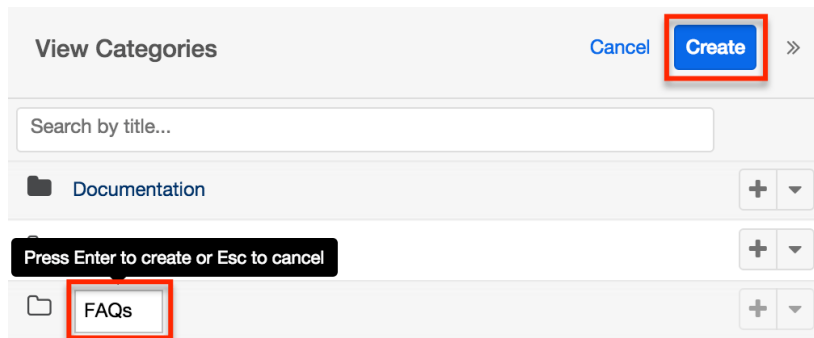 View Categories
Cancel
Create
Search by title...
Documentation
Press Enter to create or Esc to cancel
FAQs